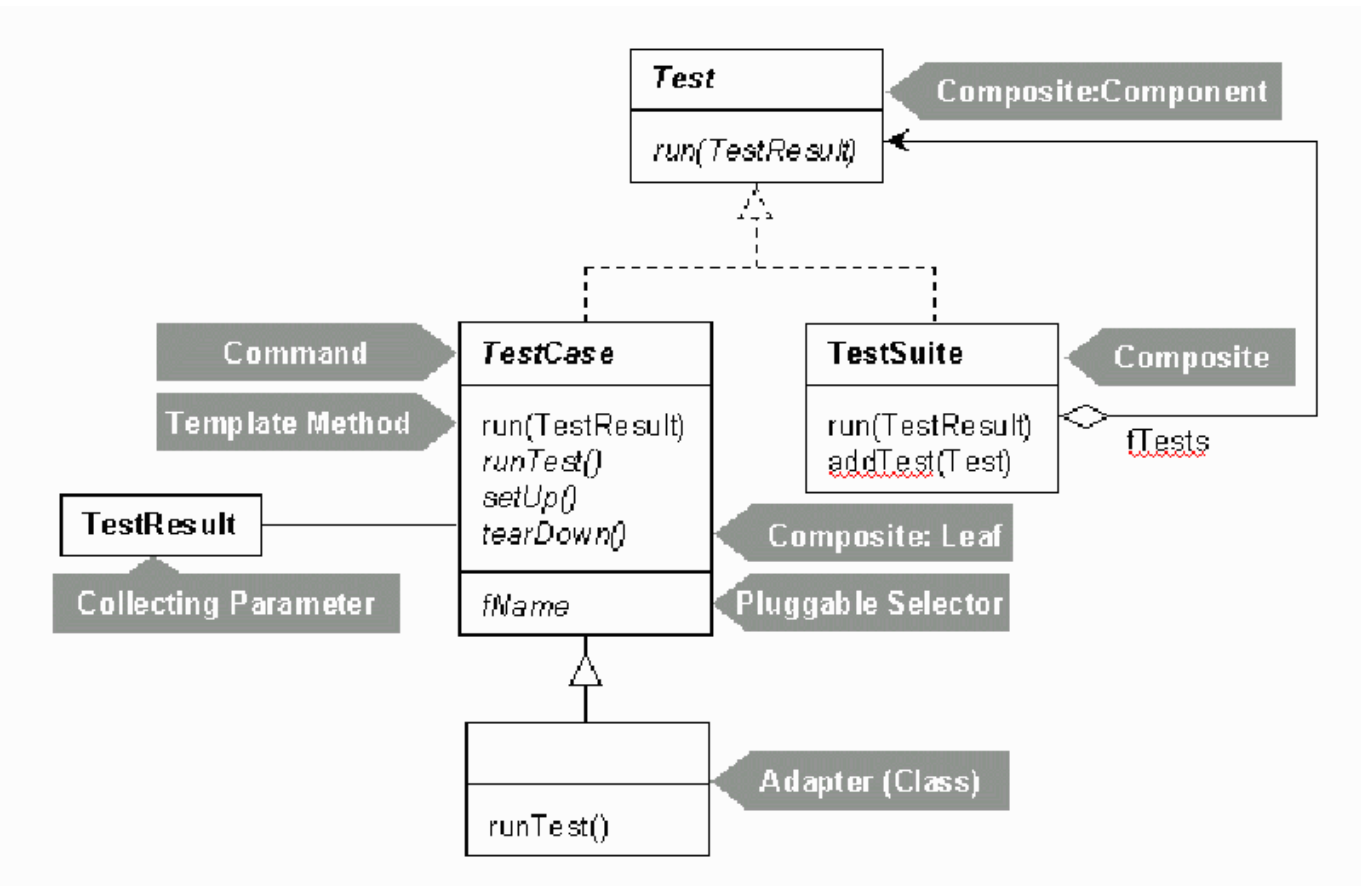 Test
Composite:Component
run(TestResult)
Command
TestCase
TestSuite
Composite
Template Method
run(TestResult)
runTest()
setUp()
tearDown()
run(TestResult)
addTest(Test)
fTests
TestResult
Composite: Leaf
Collecting Parameter
fName
Pluggable Selector
Adapter (Class)
runTest()